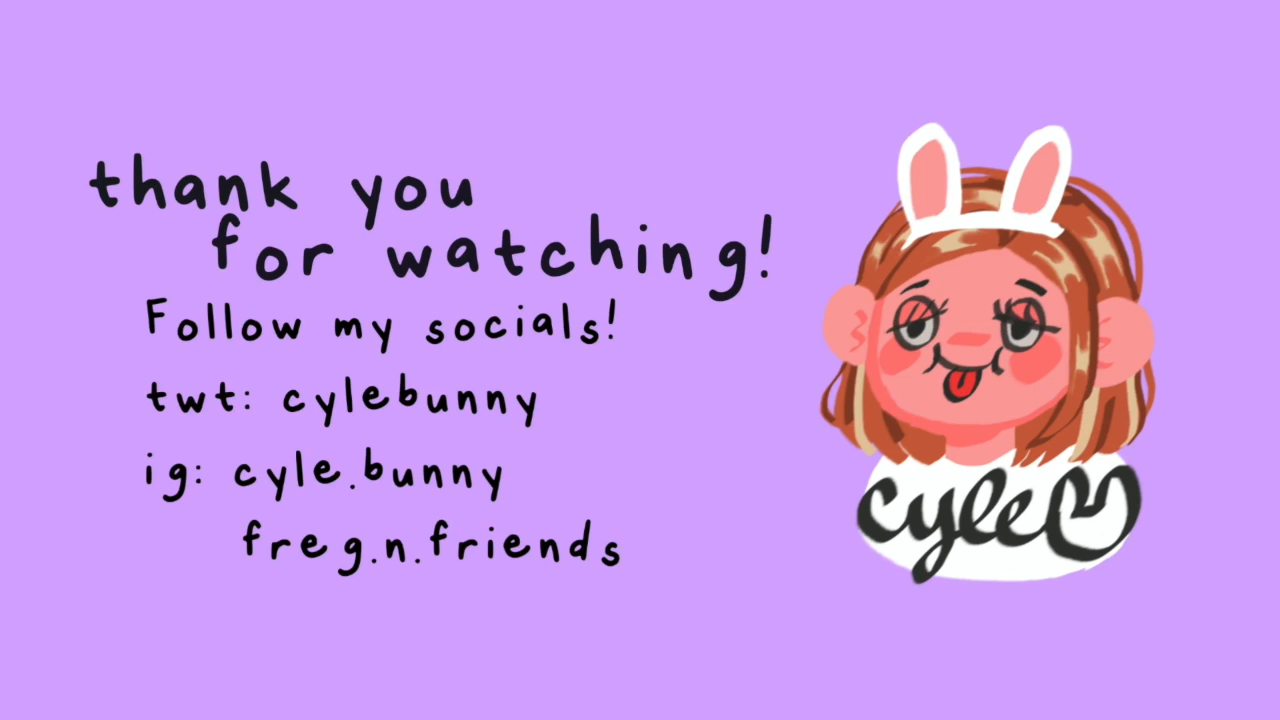 thank you
for watching!
Follow my socials!
twt: cylebunny
ig: cyle.bunny
freg.n.friends
cyle